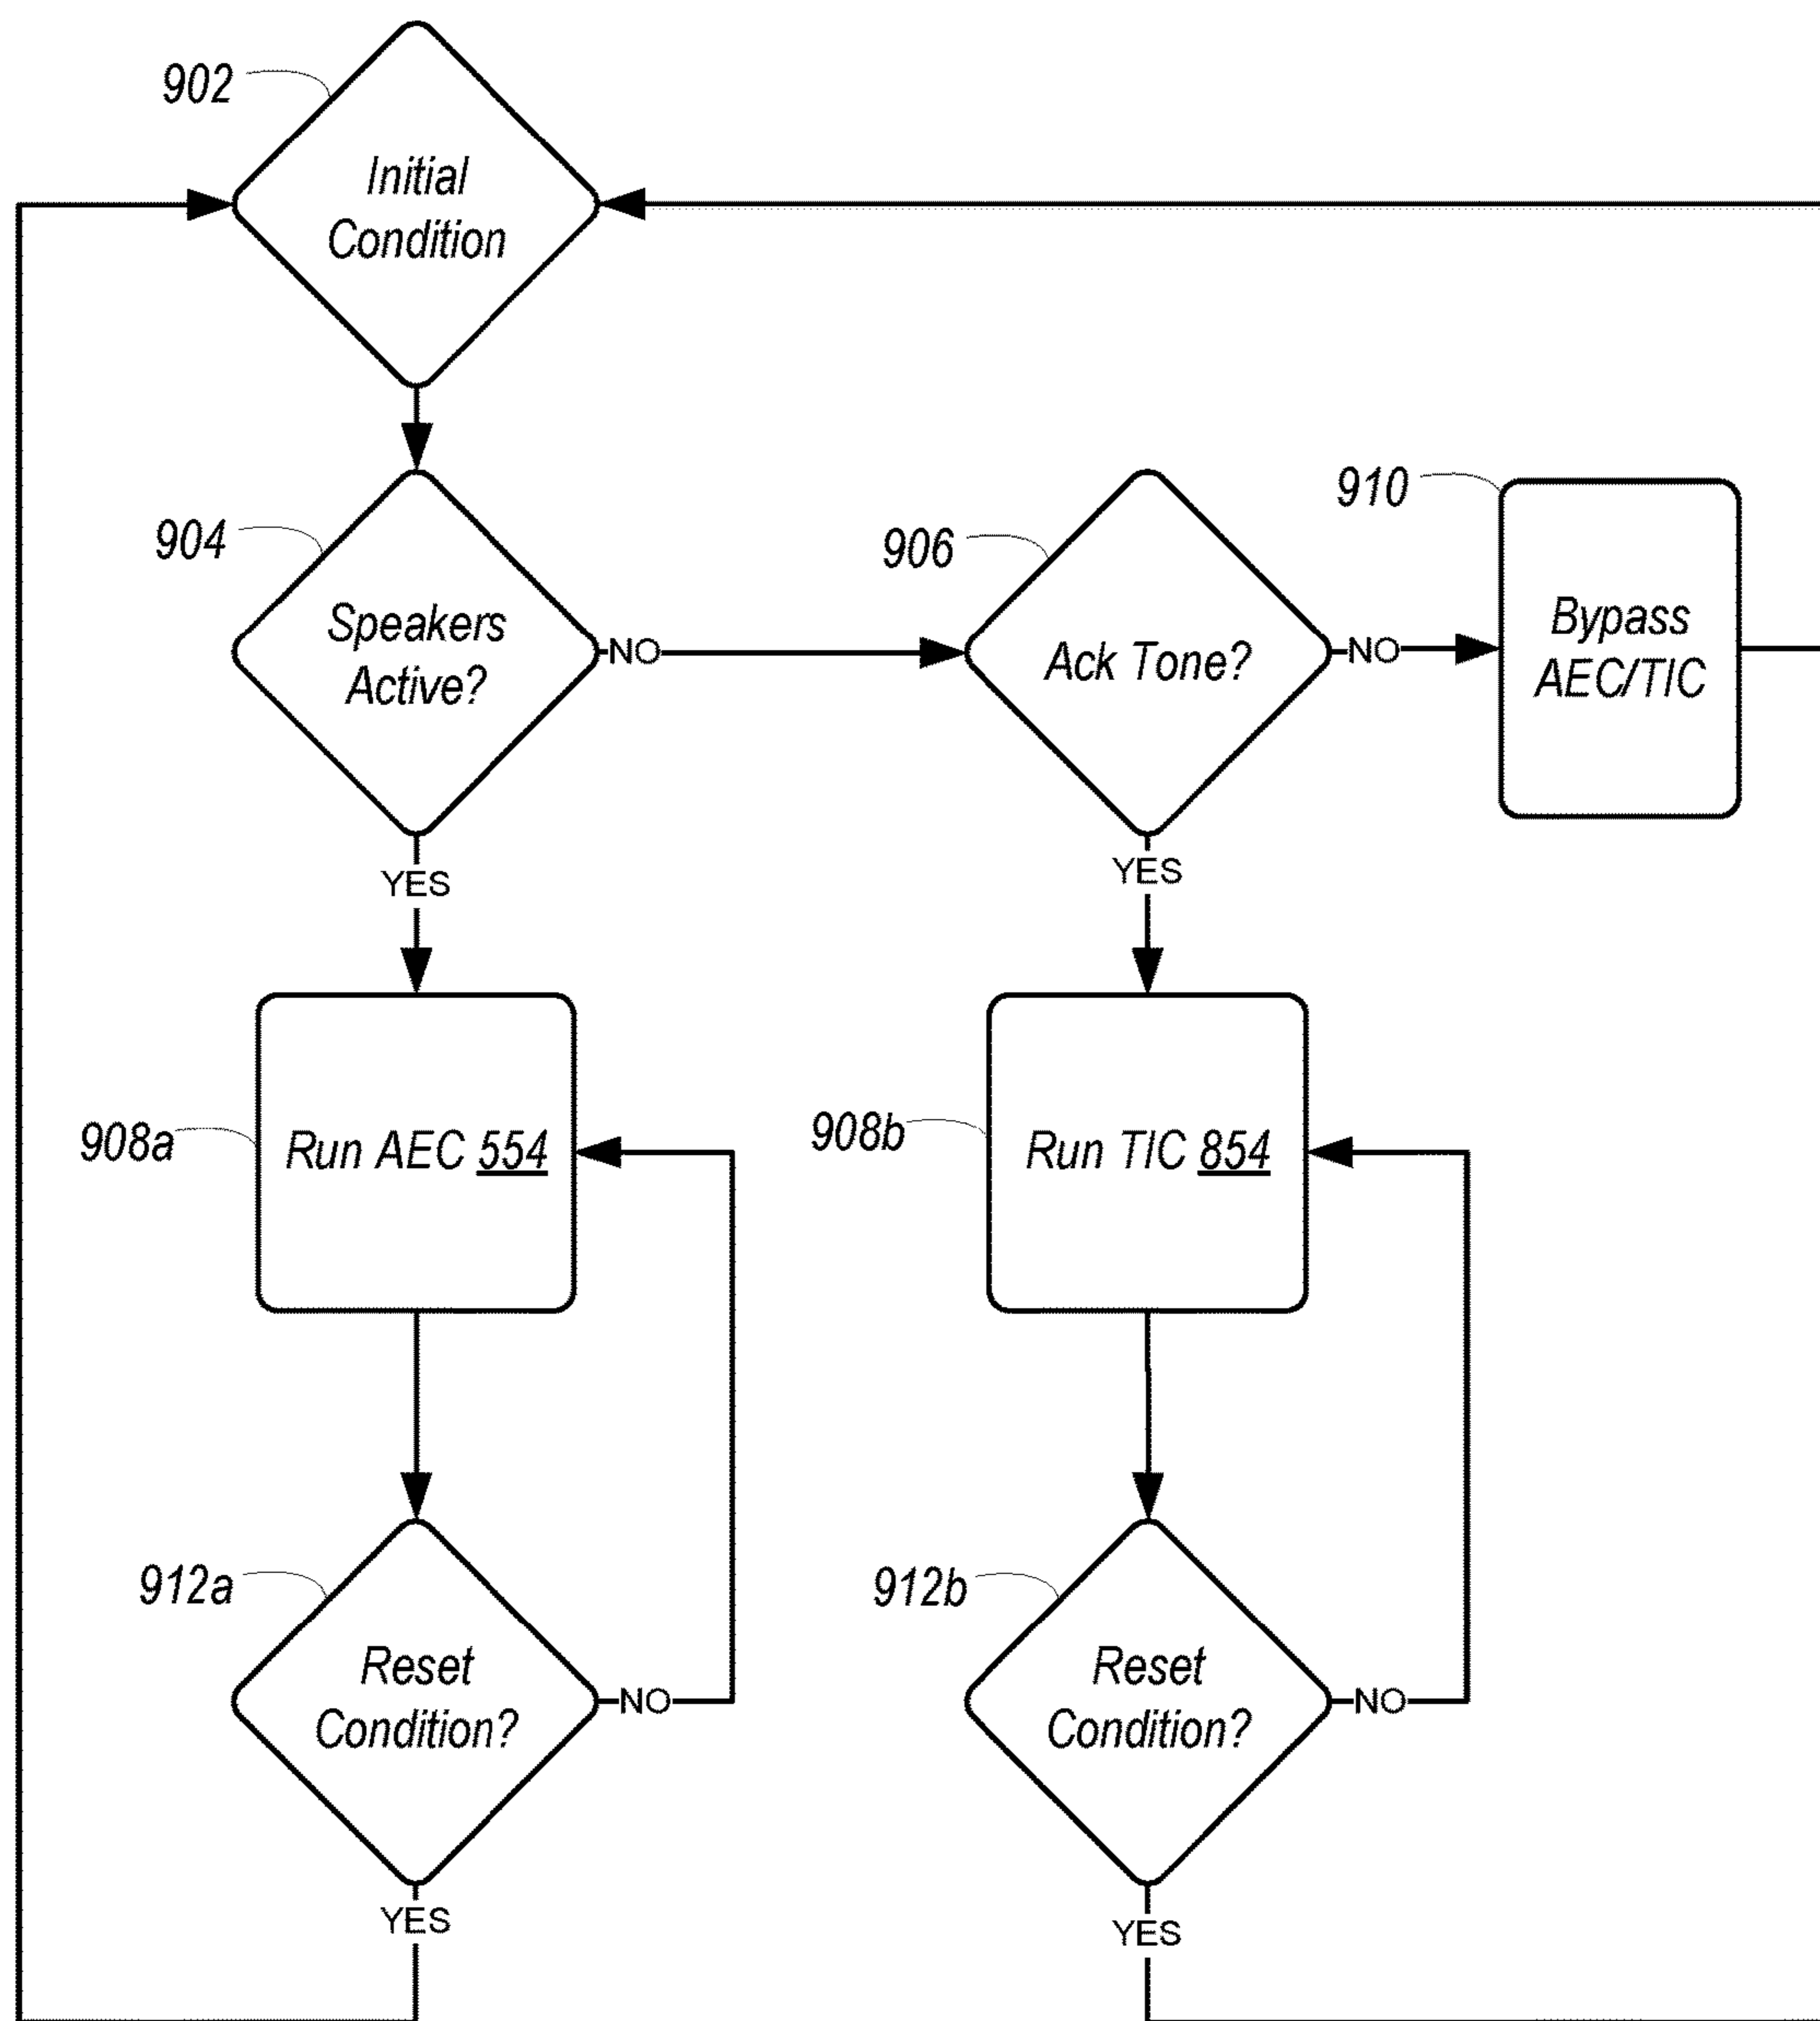 902
Initial
Condition
904
Speakers
Active?
NO
906
Ack Tone?
NO
910
Bypass
AEC/TIC
YES
YES
908a
Run AEC 554
908b
Run TIC 854
912a
Reset
Condition?
NO
912b
Reset
Condition?
NO
YES
YES